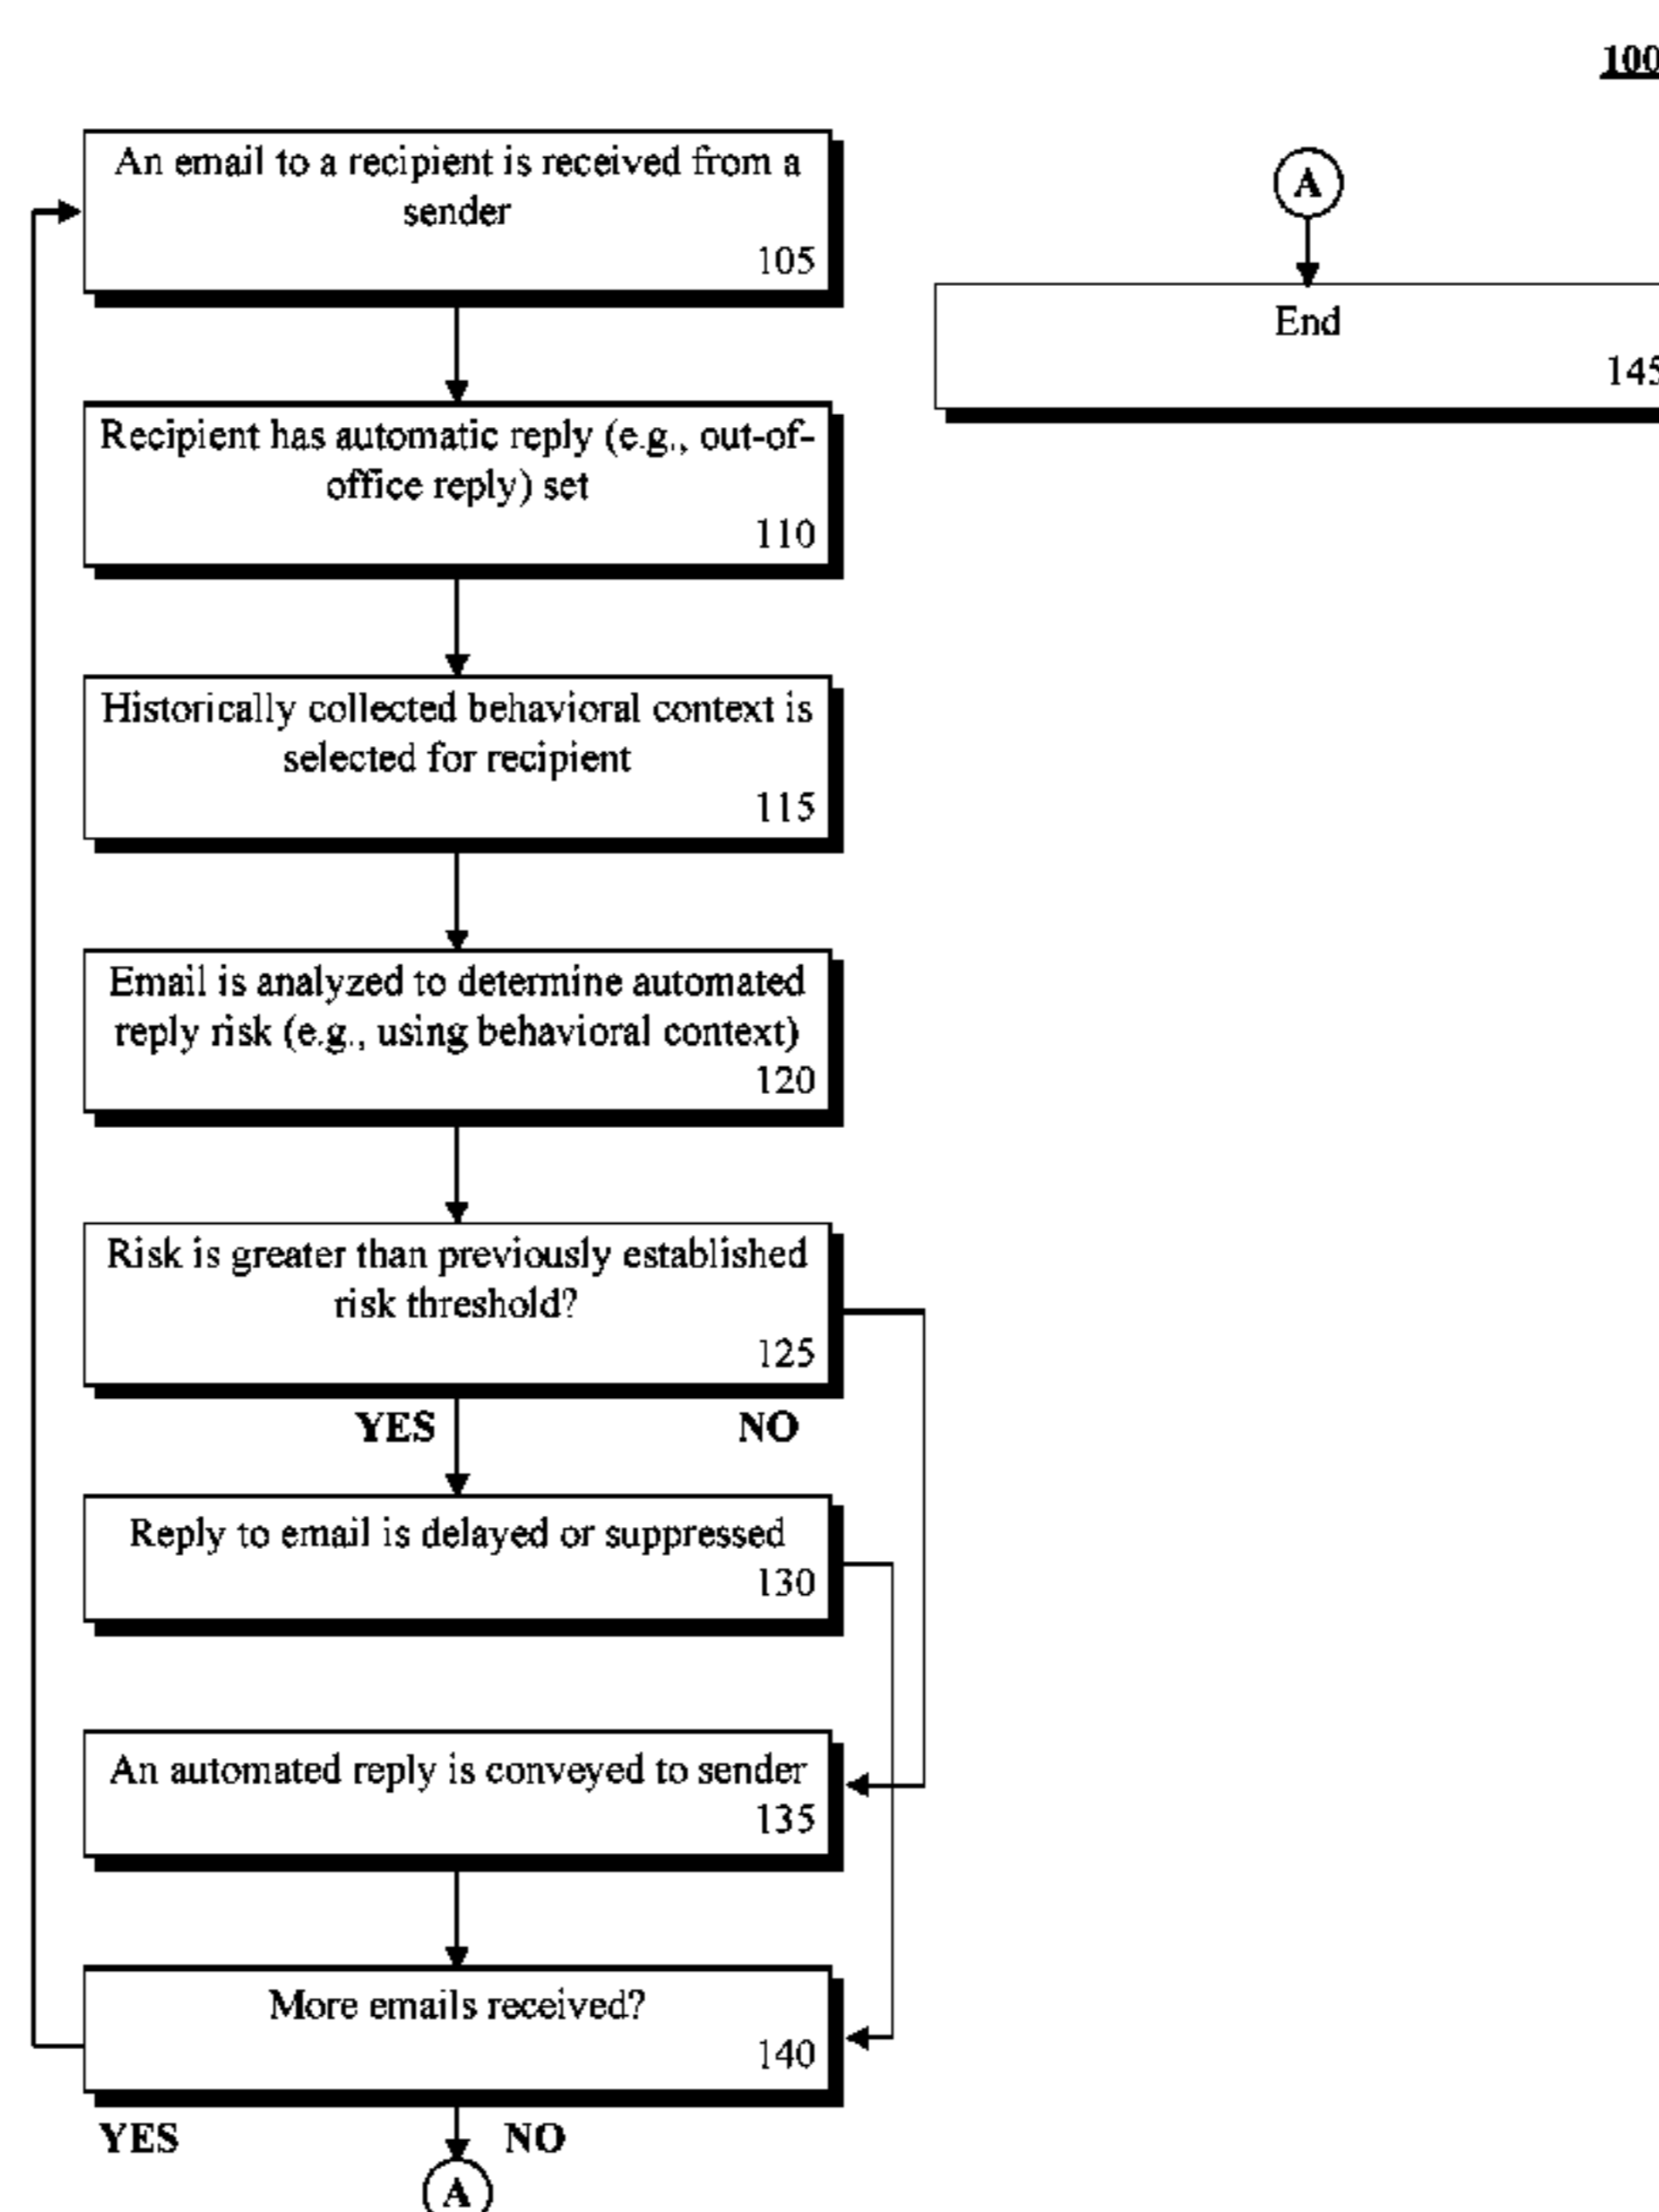 100
An email to a recipient is received from a
sender
105
Recipient has automatic reply (e.g., out-of-
office reply) set
110
Historically collected behavioral context is
selected for recipient
115
Email is analyzed to determine automated
reply risk (e.g., using behavioral context)
120
Risk is greater than previously established
risk threshold?
125
YES NO
Reply to email is delayed or suppressed
130
An automated reply is conveyed to sender
135
More emails received?
140
YES NO
A
A
End
145